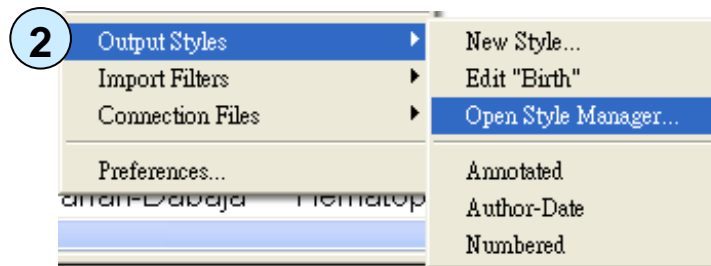 2
Output Styles
Import Filters
Connection Files
Preferences...
New Style...
Edit "Birth"
Open Style Manager...
Annotated
Author-Date
Numbered